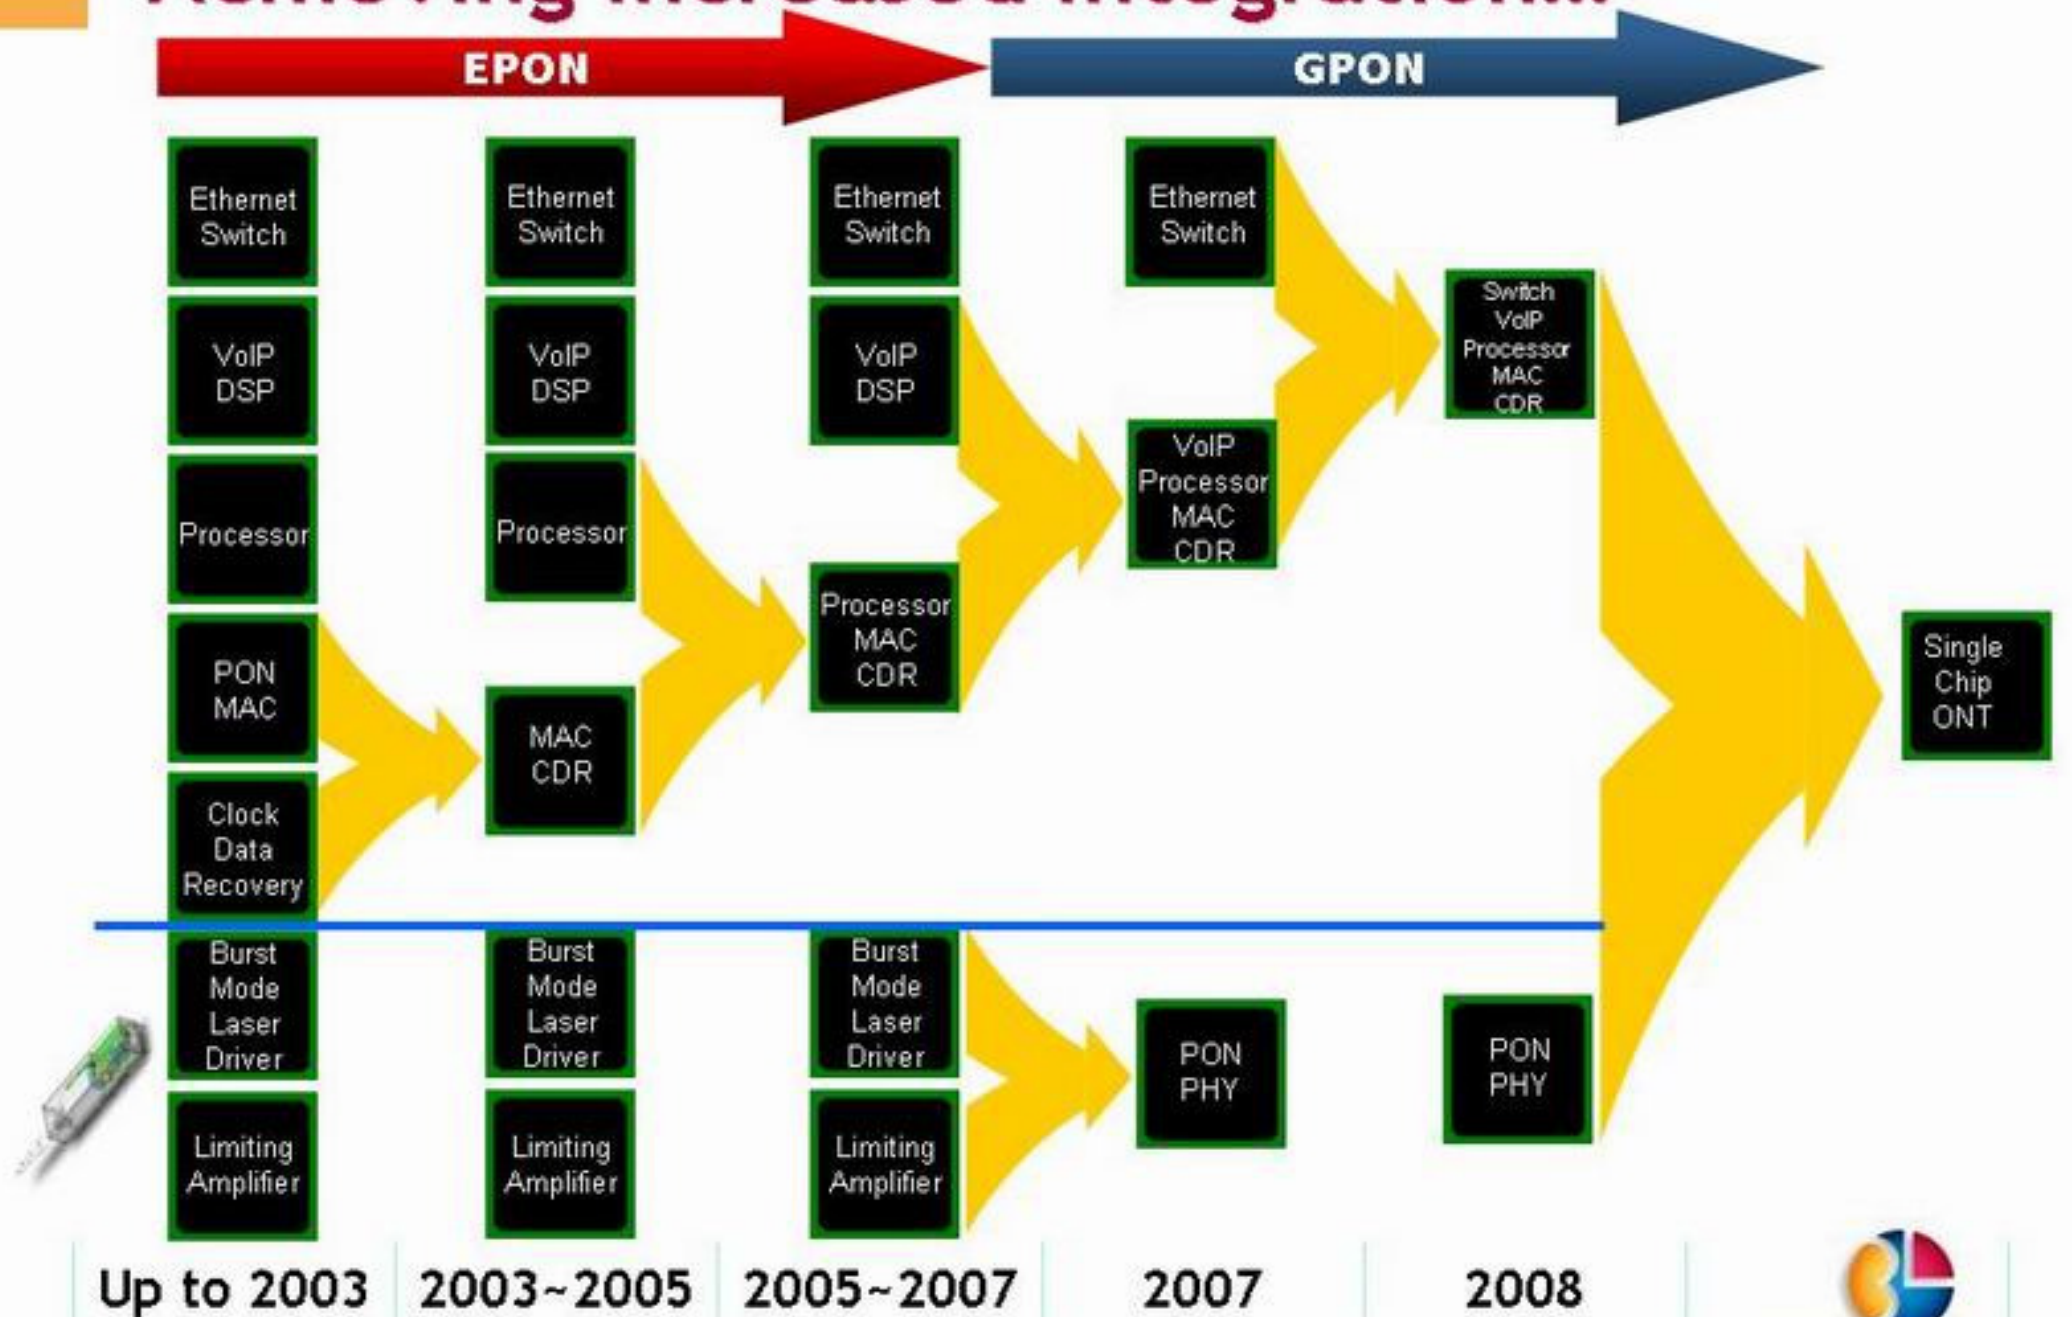 Achieving Increased Integration...
EPON
GPON
Ethernet
Switch
VoIP
DSP
Processor
PON
MAC
Clock
Data
Recovery
Burst
Mode
Laser
Driver
Limiting
Amplifier
Up to 2003
Ethernet
Switch
VoIP
DSP
Processor
MAC
CDR
Burst
Mode
Laser
Driver
Limiting
Amplifier
2003~2005
Ethernet
Switch
VoIP
DSP
Processor
MAC
CDR
Burst
Mode
Laser
Driver
Limiting
Amplifier
2005~2007
Ethernet
Switch
VoIP
Processor
MAC
CDR
PON
PHY
2007
Switch
VoIP
Processor
MAC
CDR
PON
PHY
2008
Single
Chip
ONT